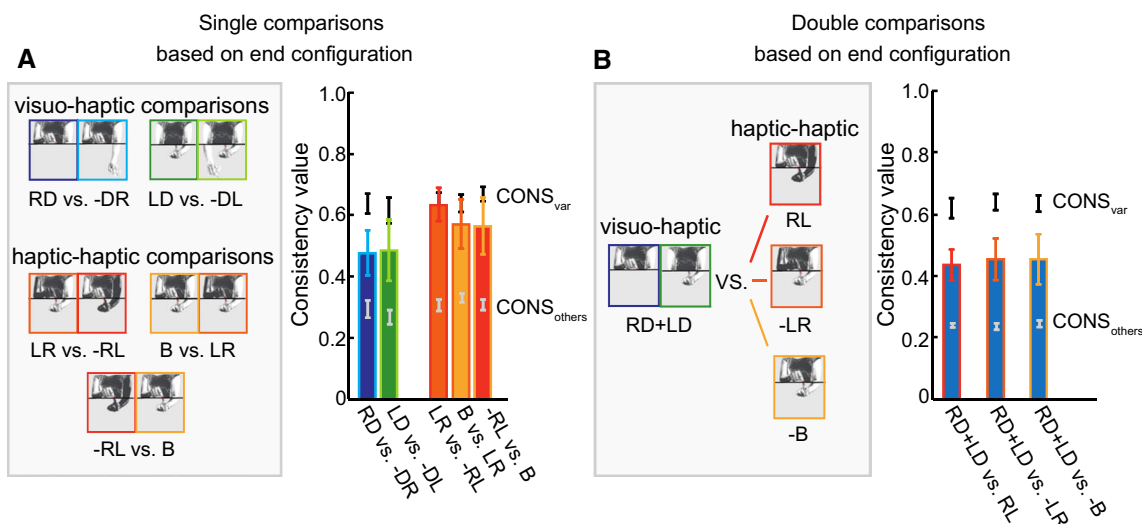 Single comparisons
based on end configuration
A
visuo-haptic comparisons
RD vs. -DR
LD vs. -DL
haptic-haptic comparisons
LR vs. -RL
B vs. LR
-RL vs. B
Consistency value
1.0
0.8
0.6
0.4
0.2
0
CONSvar
CONSothers
RD vs. -DR
LD vs. -DL
LR vs. -RL
B vs. LR
-RL vs. B
Double comparisons
based on end configuration
B
haptic-haptic
RL
visuo-haptic
VS.
RD+LD
-LR
-B
Consistency value
1.0
0.8
0.6
0.4
0.2
0
CONSvar
CONSothers
RD+LD vs. RL
RD+LD vs. -LR
RD+LD vs. -B